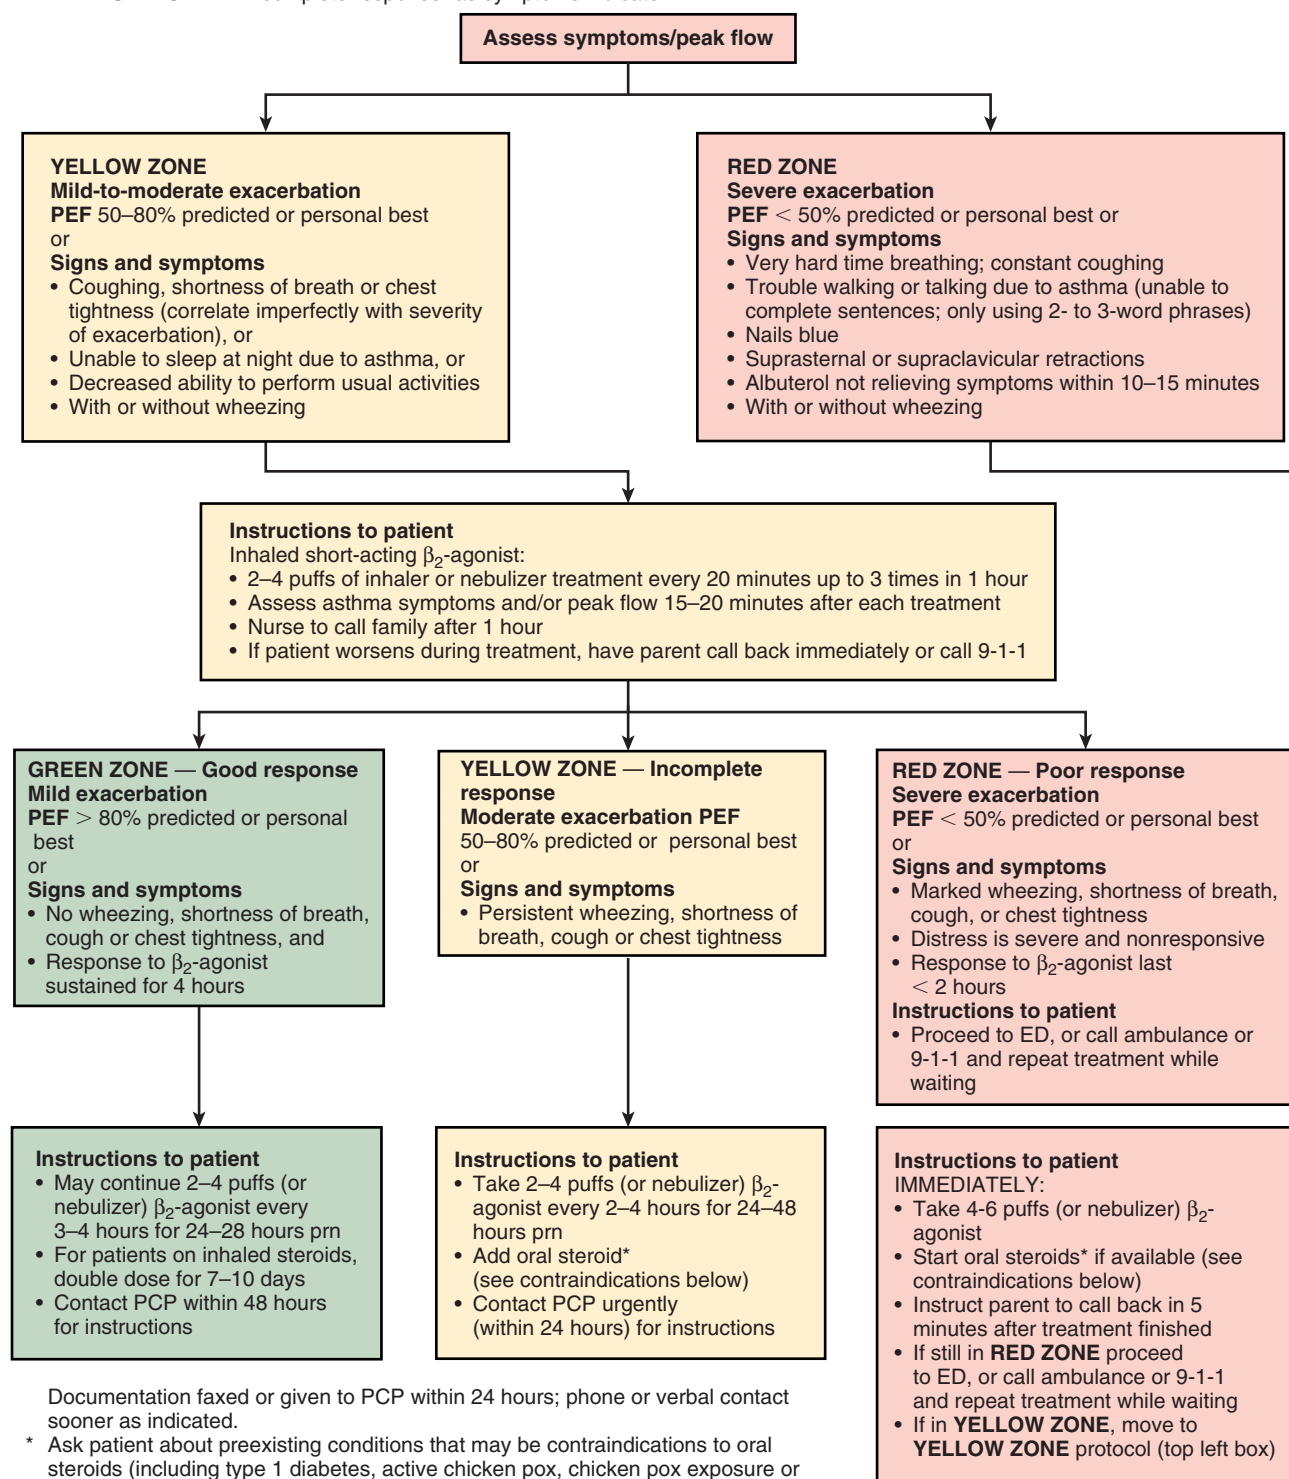 Assess symptoms/peak flow
YELLOW ZONE
Mild-to-moderate exacerbation
PEF 50–80% predicted or personal best
or
Signs and symptoms
• Coughing, shortness of breath or chest
tightness (correlate imperfectly with severity
of exacerbation), or
• Unable to sleep at night due to asthma, or
• Decreased ability to perform usual activities
• With or without wheezing
RED ZONE
Severe exacerbation
PEF < 50% predicted or personal best or
Signs and symptoms
• Very hard time breathing; constant coughing
• Trouble walking or talking due to asthma (unable to
complete sentences; only using 2- to 3-word phrases)
• Nails blue
• Suprasternal or supraclavicular retractions
• Albuterol not relieving symptoms within 10–15 minutes
• With or without wheezing
Instructions to patient
Inhaled short-acting β₂-agonist:
• 2–4 puffs of inhaler or nebulizer treatment every 20 minutes up to 3 times in 1 hour
• Assess asthma symptoms and/or peak flow 15–20 minutes after each treatment
• Nurse to call family after 1 hour
• If patient worsens during treatment, have parent call back immediately or call 9-1-1
GREEN ZONE — Good response
Mild exacerbation
PEF > 80% predicted or personal
best
or
Signs and symptoms
• No wheezing, shortness of breath,
cough or chest tightness, and
• Response to β₂-agonist
sustained for 4 hours
YELLOW ZONE — Incomplete
response
Moderate exacerbation PEF
50–80% predicted or personal best
or
Signs and symptoms
• Persistent wheezing, shortness of
breath, cough or chest tightness
RED ZONE — Poor response
Severe exacerbation
PEF < 50% predicted or personal best
or
Signs and symptoms
• Marked wheezing, shortness of breath,
cough, or chest tightness
• Distress is severe and nonresponsive
• Response to β₂-agonist last
< 2 hours
Instructions to patient
• Proceed to ED, or call ambulance or
9-1-1 and repeat treatment while
waiting
Instructions to patient
• May continue 2–4 puffs (or
nebulizer) β₂-agonist every
3–4 hours for 24–28 hours prn
• For patients on inhaled steroids,
double dose for 7–10 days
• Contact PCP within 48 hours
for instructions
Instructions to patient
• Take 2–4 puffs (or nebulizer) β₂-
agonist every 2–4 hours for 24–48
hours prn
• Add oral steroid*
(see contraindications below)
• Contact PCP urgently
(within 24 hours) for instructions
Instructions to patient
IMMEDIATELY:
• Take 4-6 puffs (or nebulizer) β₂-
agonist
• Start oral steroids* if available (see
contraindications below)
• Instruct parent to call back in 5
minutes after treatment finished
• If still in RED ZONE proceed
to ED, or call ambulance or 9-1-1
and repeat treatment while waiting
• If in YELLOW ZONE, move to
YELLOW ZONE protocol (top left box)
Documentation faxed or given to PCP within 24 hours; phone or verbal contact
sooner as indicated.
* Ask patient about preexisting conditions that may be contraindications to oral
steroids (including type 1 diabetes, active chicken pox, chicken pox exposure or